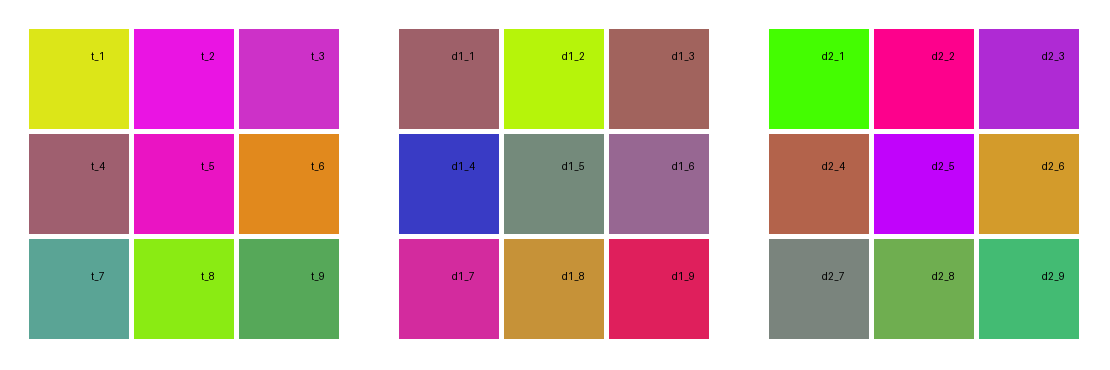 t_1 t_2 t_3 d1_1 d1_2 d1_3 d2_1 d2_2 d2_3
t_4 t_5 t_6 d1_4 d1_5 d1_6 d2_4 d2_5 d2_6
t_7 t_8 t_9 d1_7 d1_8 d1_9 d2_7 d2_8 d2_9